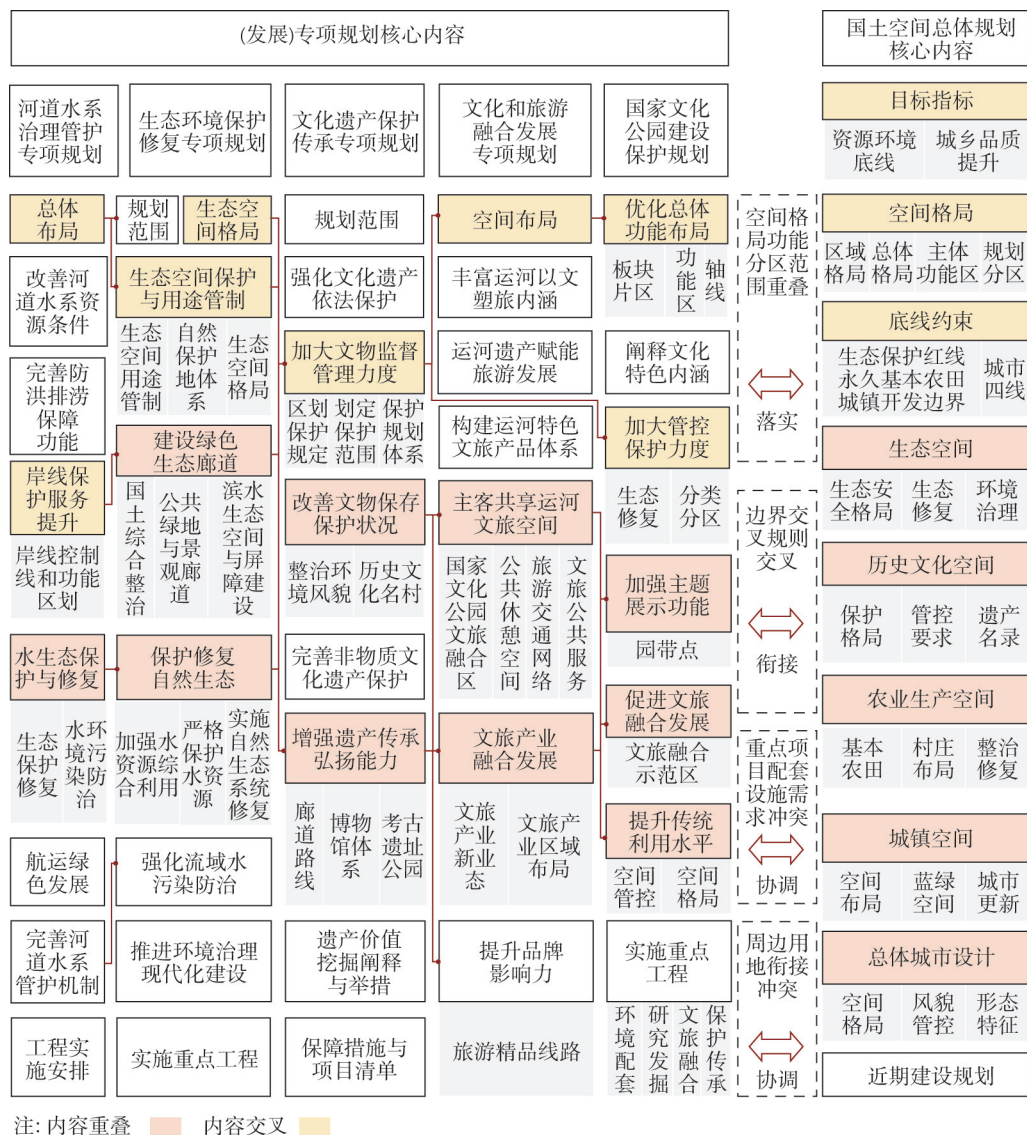 (发展)专项规划核心内容
国土空间总体规划
核心内容
河道水系
治理管护
专项规划
生态环境保护
修复专项规划
文化遗产保护
传承专项规划
文化和旅游
融合发展
专项规划
国家文化
公园建设
保护规划
目标指标
资源环境
底线
城乡品质
提升
总体
布局
规划
范围
生态空
间格局
规划范围
空间布局
优化总体
功能布局
板块
片区
功能区
轴线
空间格
局功能
分区范
围重叠
落实
空间格局
区域
格局
总体
格局
主体
功能区
规划
分区
改善河
道水系资
源条件
生态空间保护
与用途管制
生态
空间
用途
管制
自然
保护
地体
系
生态
空间
格局
强化文化遗产
依法保护
丰富运河以文
塑旅内涵
底线约束
生态保护红线
永久基本农田
城镇开发边界
城市
四线
完善防
洪排涝
保障
功能
加大文物监督
管理力度
区划
保护
规定
划定
保护
范围
保护
规划
体系
运河遗产赋能
旅游发展
阐释文化
特色内涵
构建运河特色
文旅产品体系
加大管控
保护力度
生态
修复
分类
分区
建设绿色
生态廊道
国土综合整治
公共
绿地
与景
观廊
道
滨水
生态
空间
与屏
障建
设
生态空间
生态安
全格局
生态
修复
环境
治理
岸线保
护服务
提升
岸线控制
线和功能
区划
改善文物保存
保护状况
整治环
境风貌
历史文
化名村
主客共享运河
文旅空间
国家
文化
公园
文旅
融合
区
公共休憩空间
旅游交通网络
文旅公共服务
加强主题
展示功能
园带点
边界交
叉规则
交叉
衔接
历史文化空间
保护
格局
管控
要求
遗产
名录
水生态保
护与修复
生态
保护
修复
水环
境污
染防
治
保护修复
自然生态
加强水
资源综
合利用
严格
保护
水资
源
实施
自然
生态
系统
修复
完善非物质文
化遗产保护
增强遗产传承
弘扬能力
廊道路线
博物
馆体
系
考古
遗址
公园
文旅产业
融合发展
文旅
产业
新业
态
文旅产
业区域
布局
促进文旅
融合发展
文旅融合
示范区
提升传统
利用水平
空间
管控
空间
格局
重点项
目配套
设施需
求冲突
协调
农业生产空间
基本
农田
村庄
布局
整治
修复
城镇空间
空间
布局
蓝绿
空间
城市
更新
航运绿
色发展
强化流域水
污染防治
完善河
道水系
管护机制
推进环境治理
现代化建设
遗产价值
挖掘阐释
与举措
提升品牌
影响力
旅游精品线路
实施重点
工程
环境配套
研究发掘
文旅融合
保护传承
周边用
地衔接
冲突
协调
总体城市设计
空间
格局
风貌
管控
形态
特征
工程实
施安排
实施重点工程
保障措施与
项目清单
近期建设规划
注: 内容重叠 内容交叉